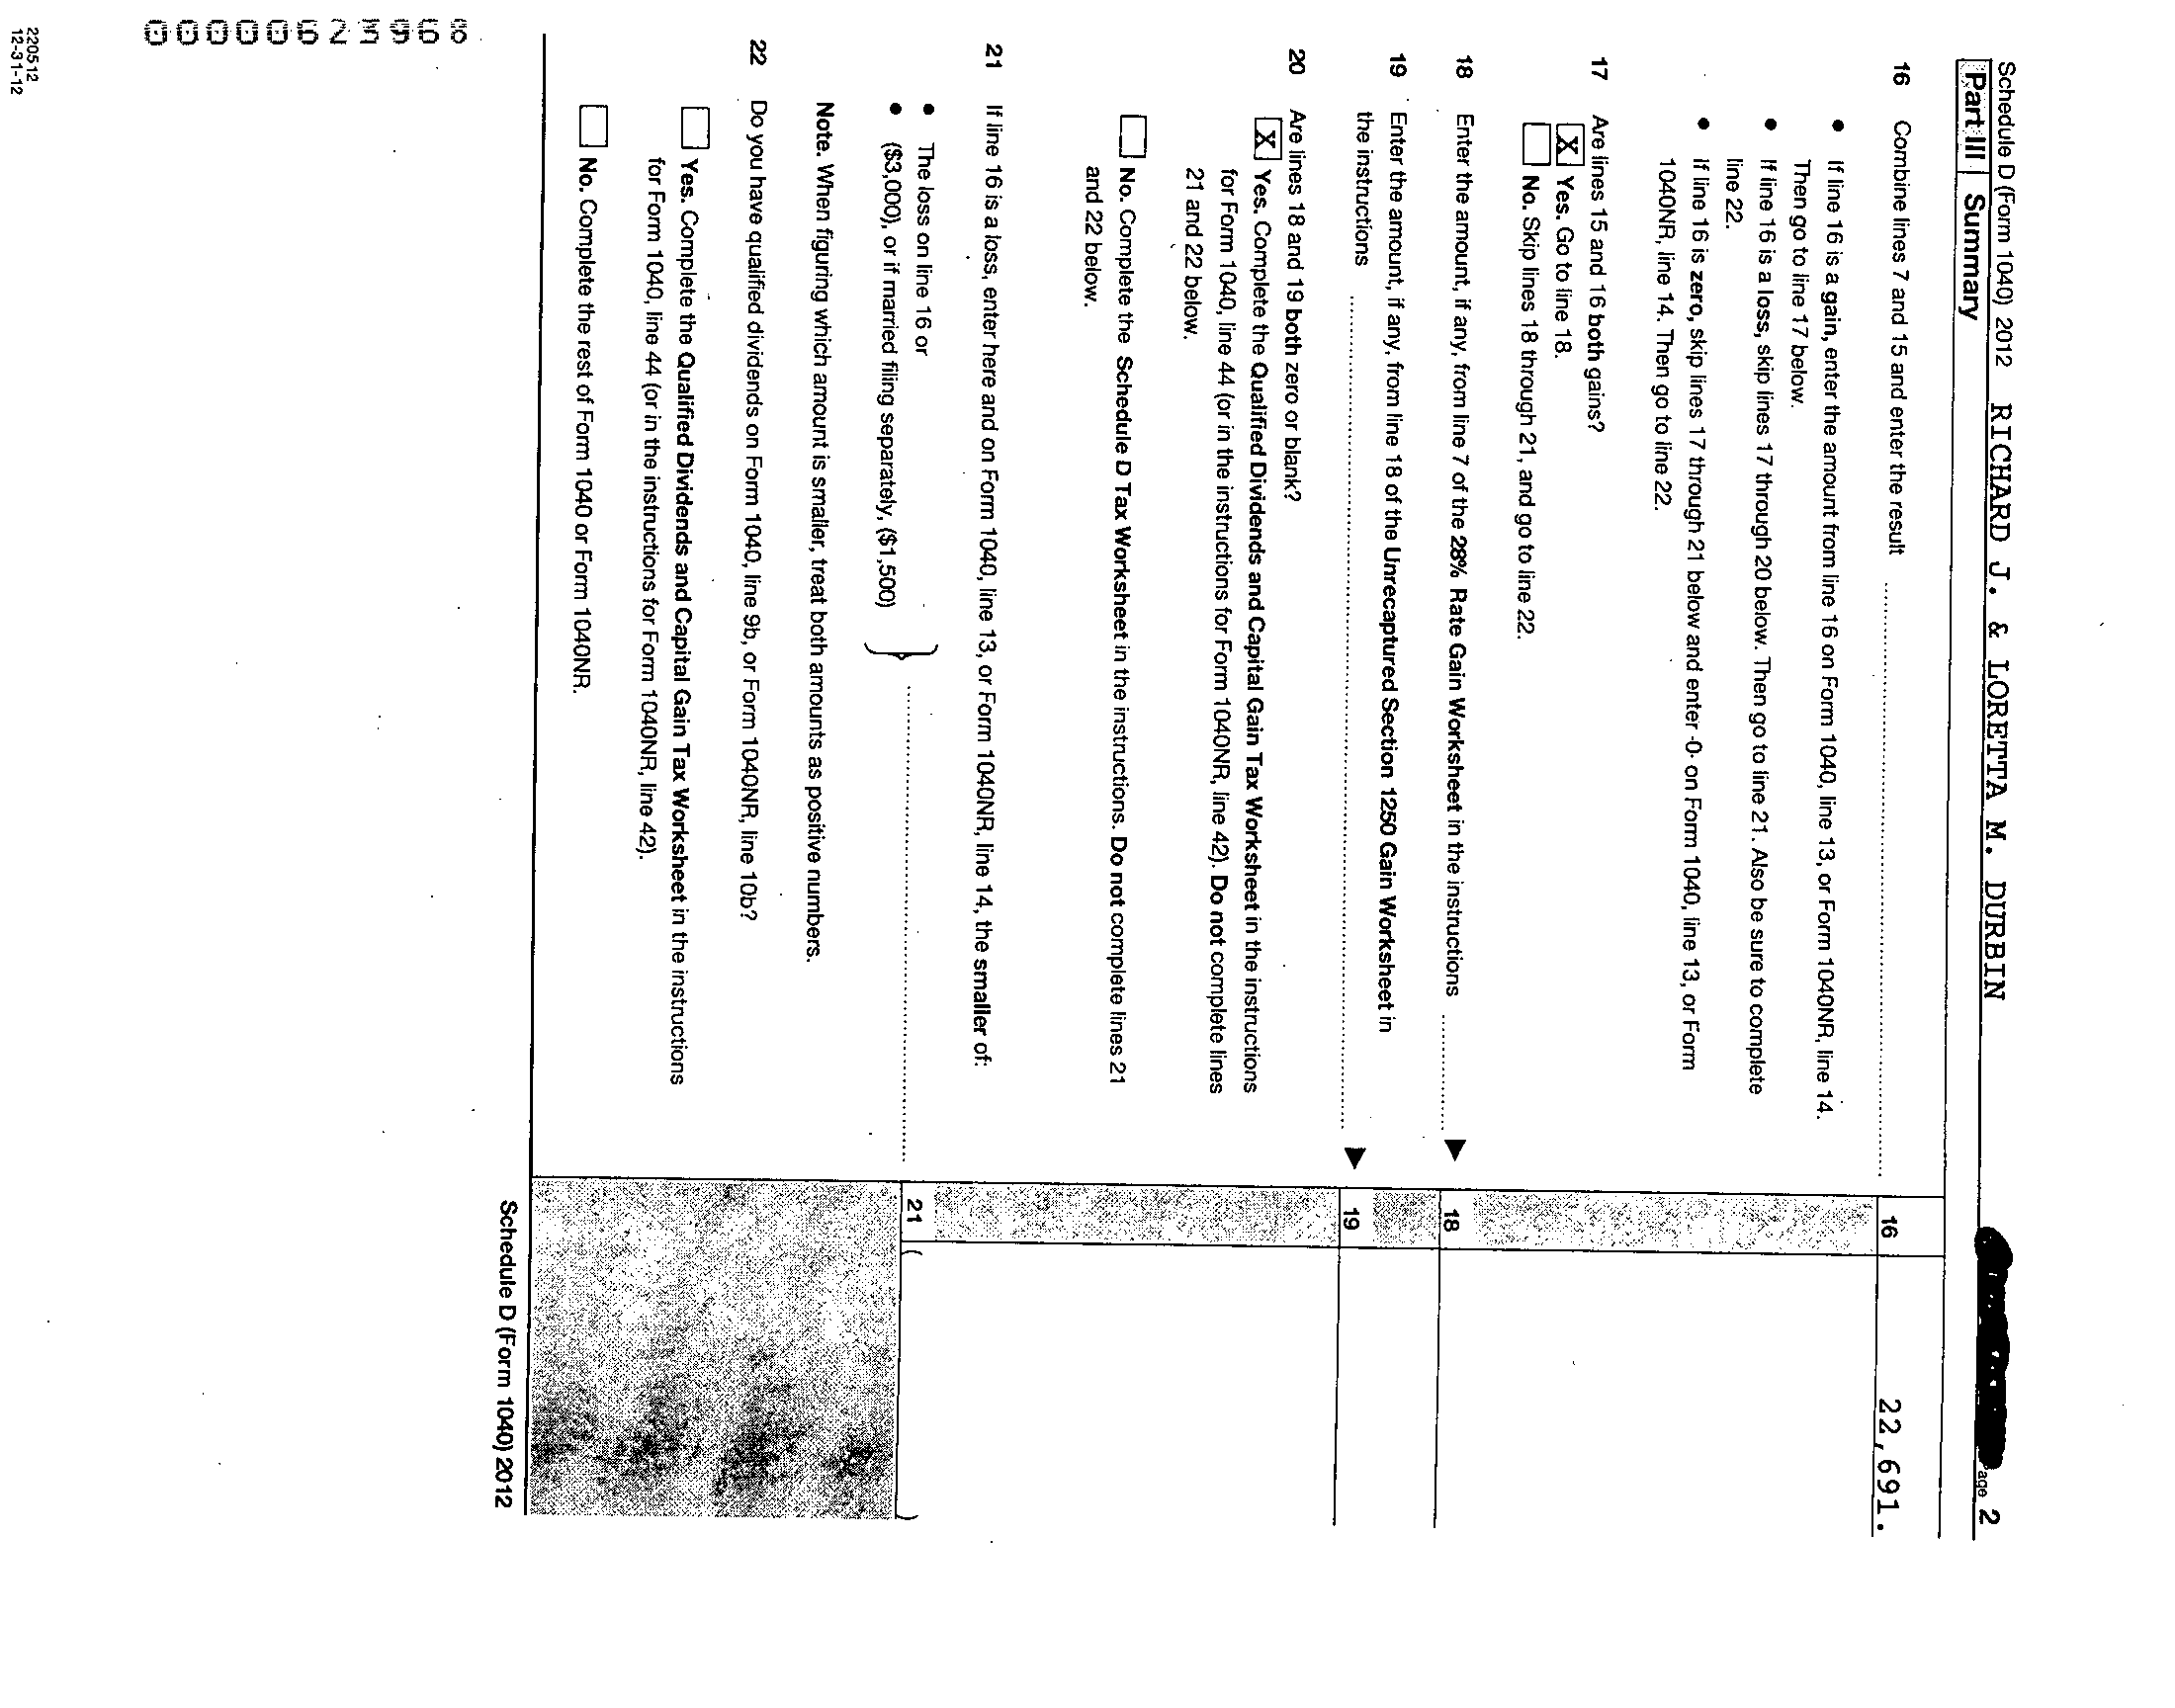 Schedule D (Form 1040) 2012 RICHARD J. & LORETTA M. DURBIN Page 2
Part III Summary
16 Combine lines 7 and 15 and enter the result 16 22,691.
• If line 16 is a gain, enter the amount from line 16 on Form 1040, line 13, or Form 1040NR, line 14.
Then go to line 17 below.
• If line 16 is a loss, skip lines 17 through 20 below. Then go to line 21. Also be sure to complete
line 22.
• If line 16 is zero, skip lines 17 through 21 below and enter -0- on Form 1040, line 13, or Form
1040NR, line 14. Then go to line 22.
17 Are lines 15 and 16 both gains?
X Yes. Go to line 18.
No. Skip lines 18 through 21, and go to line 22.
18 Enter the amount, if any, from line 7 of the 28% Rate Gain Worksheet in the instructions ▶ 18
19 Enter the amount, if any, from line 18 of the Unrecaptured Section 1250 Gain Worksheet in
the instructions ▶ 19
20 Are lines 18 and 19 both zero or blank?
X Yes. Complete the Qualified Dividends and Capital Gain Tax Worksheet in the instructions
for Form 1040, line 44 (or in the instructions for Form 1040NR, line 42). Do not complete lines
21 and 22 below.
No. Complete the Schedule D Tax Worksheet in the instructions. Do not complete lines 21
and 22 below.
21 If line 16 is a loss, enter here and on Form 1040, line 13, or Form 1040NR, line 14, the smaller of:
• The loss on line 16 or
• ($3,000), or if married filing separately, ($1,500) 21 ( )
Note. When figuring which amount is smaller, treat both amounts as positive numbers.
22 Do you have qualified dividends on Form 1040, line 9b, or Form 1040NR, line 10b?
Yes. Complete the Qualified Dividends and Capital Gain Tax Worksheet in the instructions
for Form 1040, line 44 (or in the instructions for Form 1040NR, line 42).
No. Complete the rest of Form 1040 or Form 1040NR.
Schedule D (Form 1040) 2012
220512
12-31-12